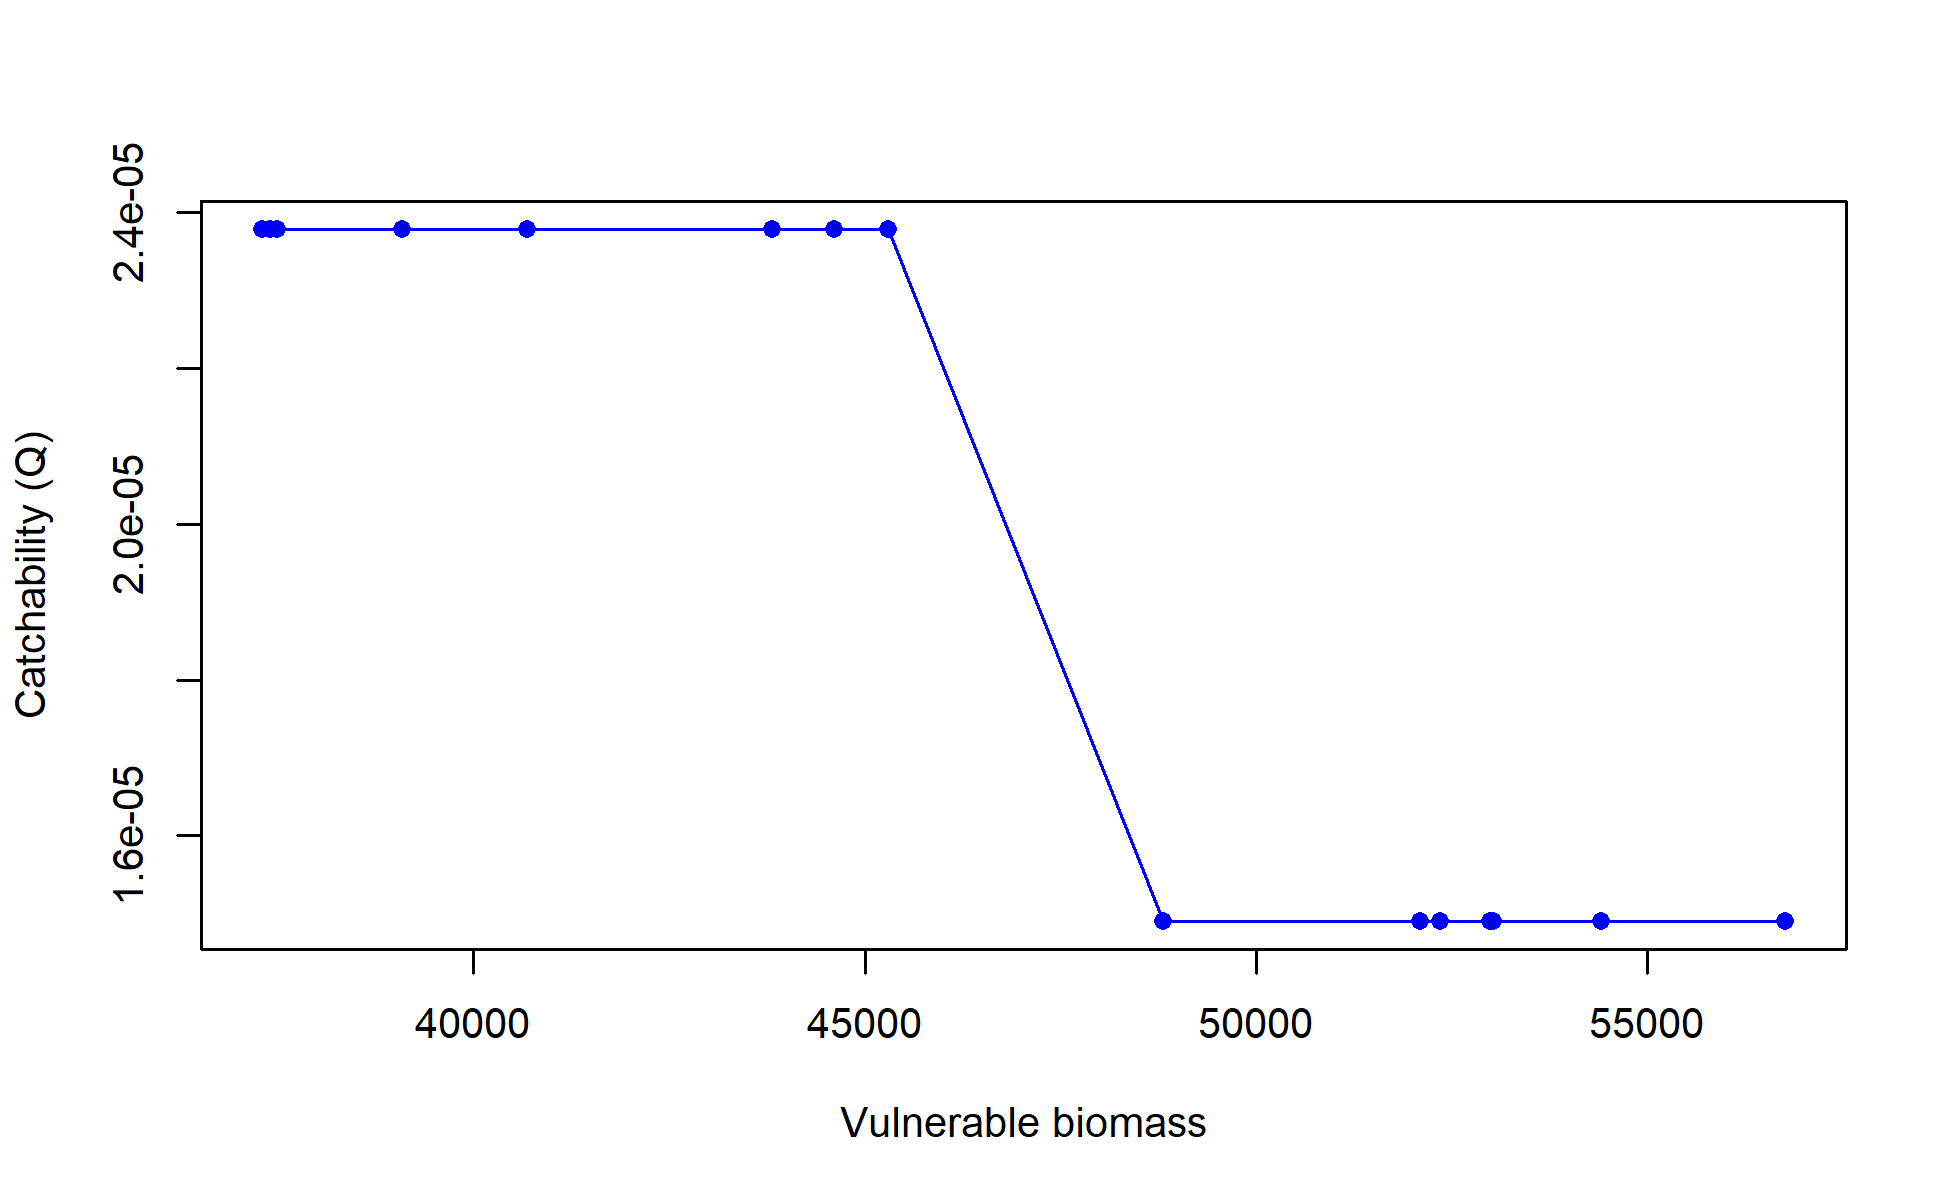 Catchability (Q)
2.4e-05
2.0e-05
1.6e-05
40000 45000 50000 55000
Vulnerable biomass